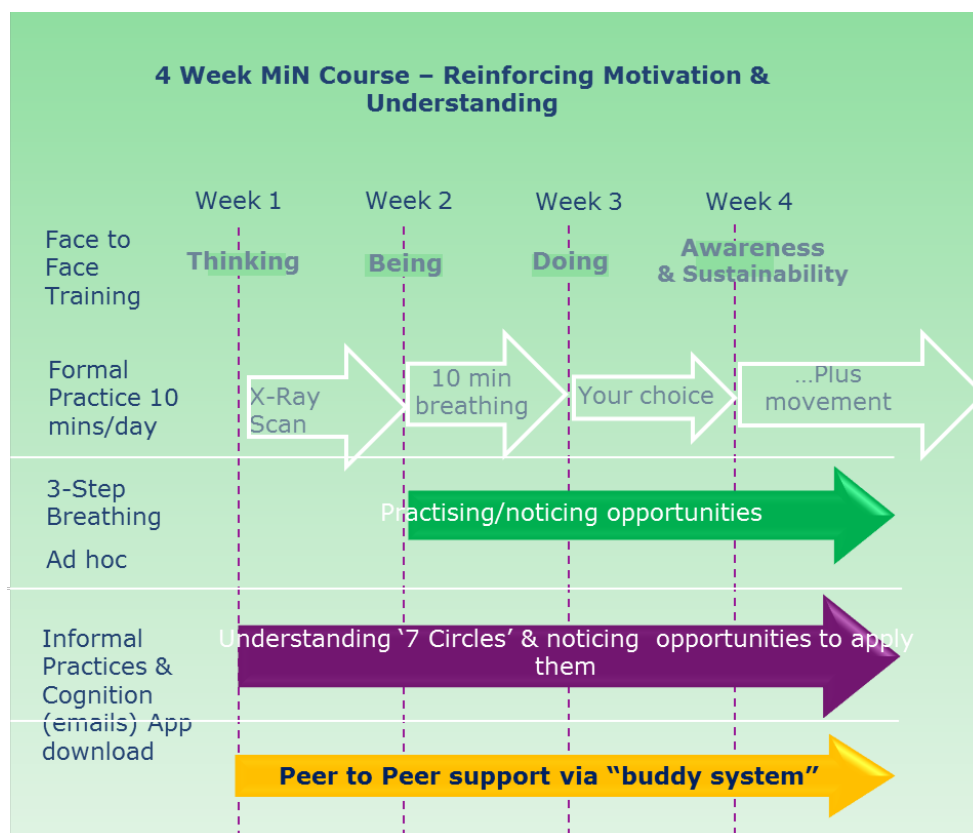 4 Week MiN Course – Reinforcing Motivation &
Understanding
Week 1
Week 2
Week 3
Week 4
Face to
Face
Training
Thinking
Being
Doing
Awareness
& Sustainability
Formal
Practice 10
mins/day
X-Ray
Scan
10 min
breathing
Your choice
...Plus
movement
3-Step
Breathing
Ad hoc
Practising/noticing opportunities
Informal
Practices &
Cognition
(emails) App
download
Understanding ‘7 Circles’ & noticing opportunities to apply
them
Peer to Peer support via “buddy system”